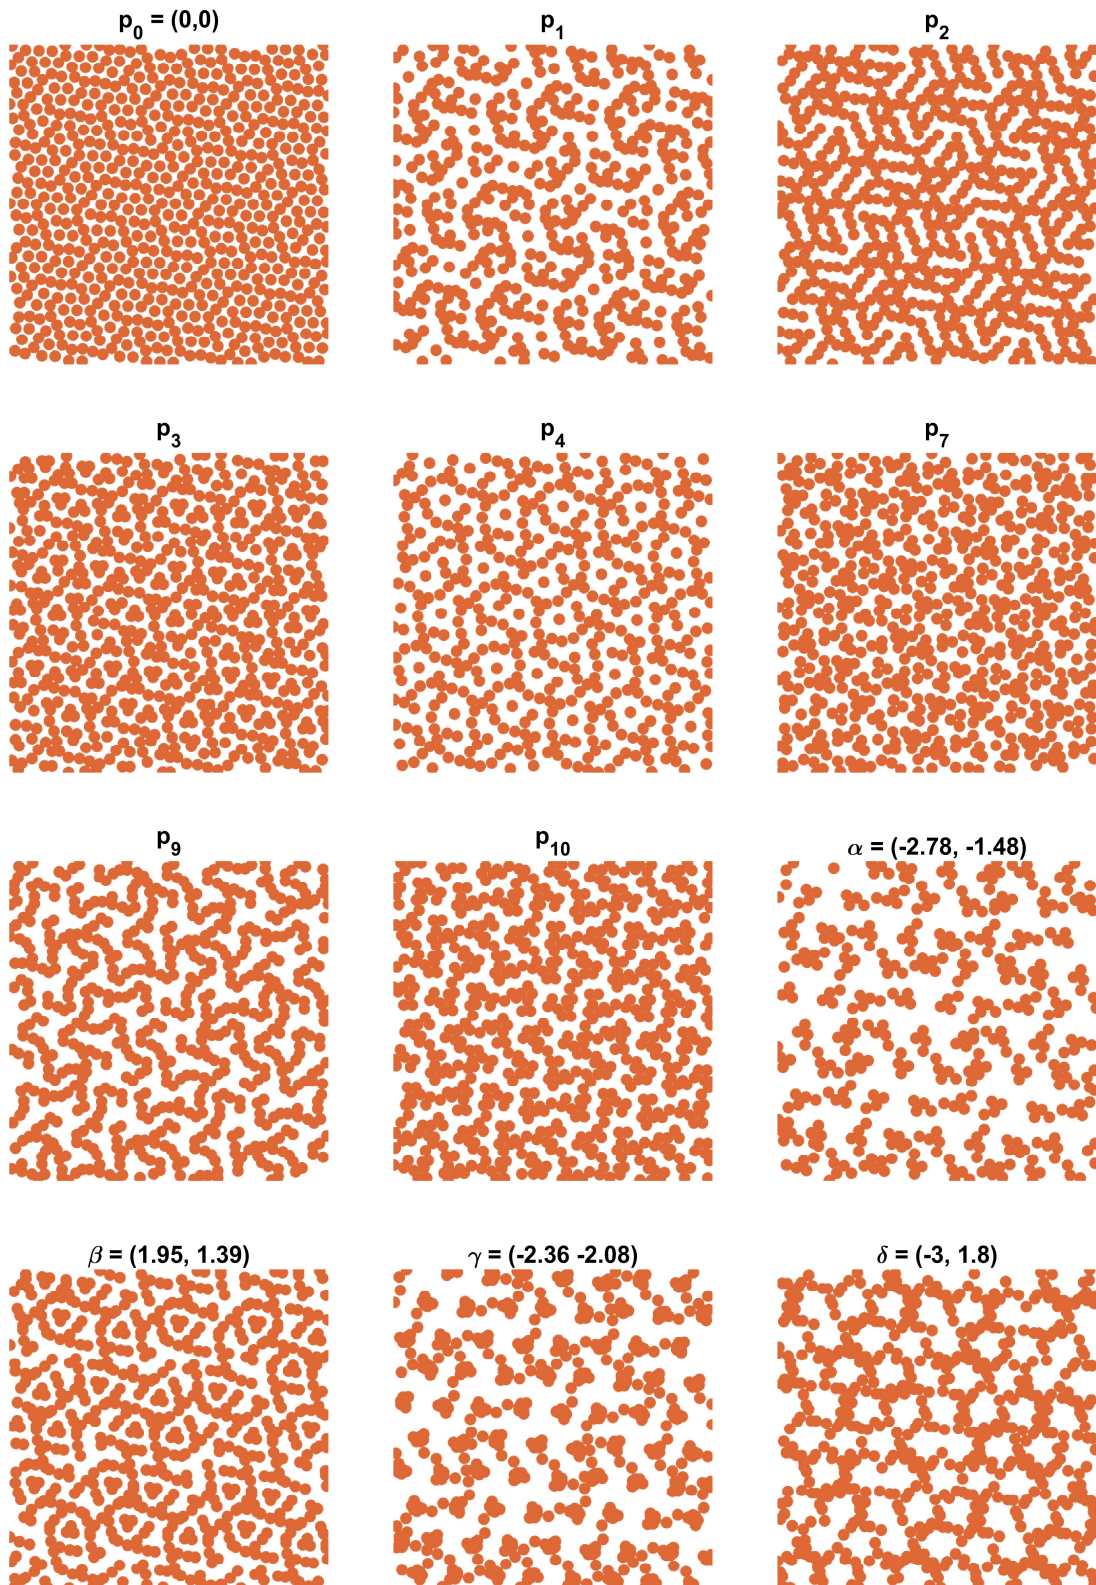 p₀ = (0,0)
p₁
p₂
p₃
p₄
p₇
p₉
p₁₀
α = (-2.78, -1.48)
β = (1.95, 1.39)
γ = (-2.36 -2.08)
δ = (-3, 1.8)